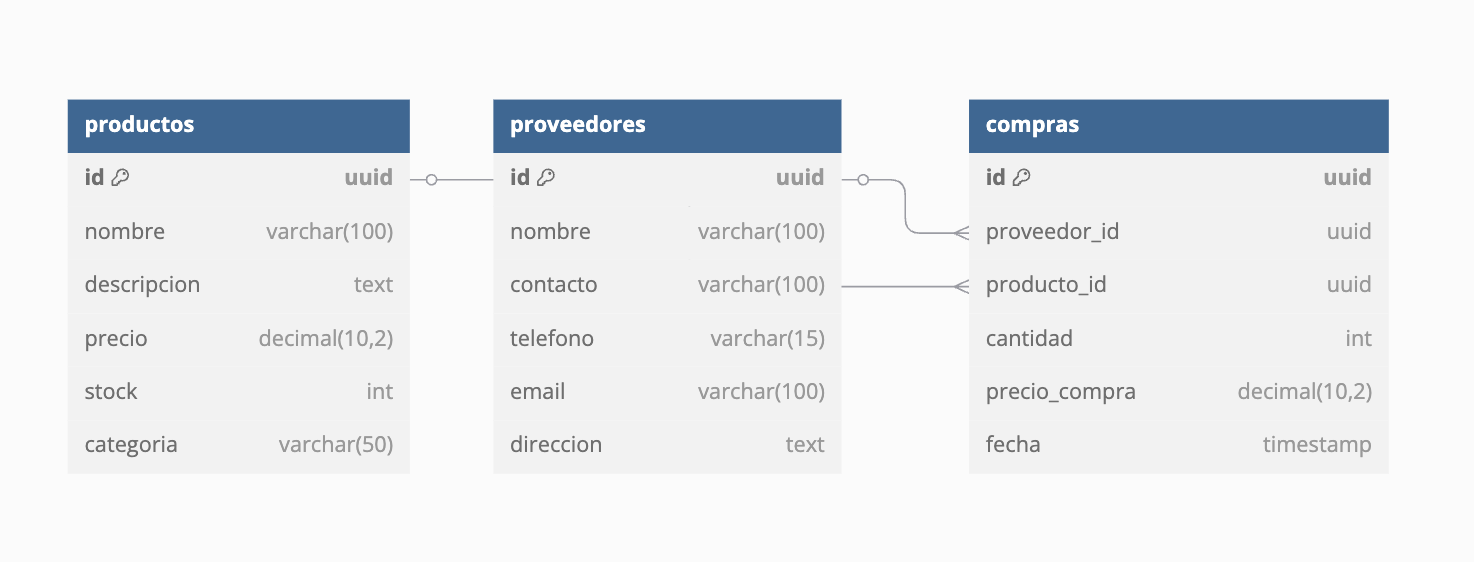 productos
id uuid
nombre varchar(100)
descripcion text
precio decimal(10,2)
stock int
categoria varchar(50)
proveedores
id uuid
nombre varchar(100)
contacto varchar(100)
telefono varchar(15)
email varchar(100)
direccion text
compras
id uuid
proveedor_id uuid
producto_id uuid
cantidad int
precio_compra decimal(10,2)
fecha timestamp